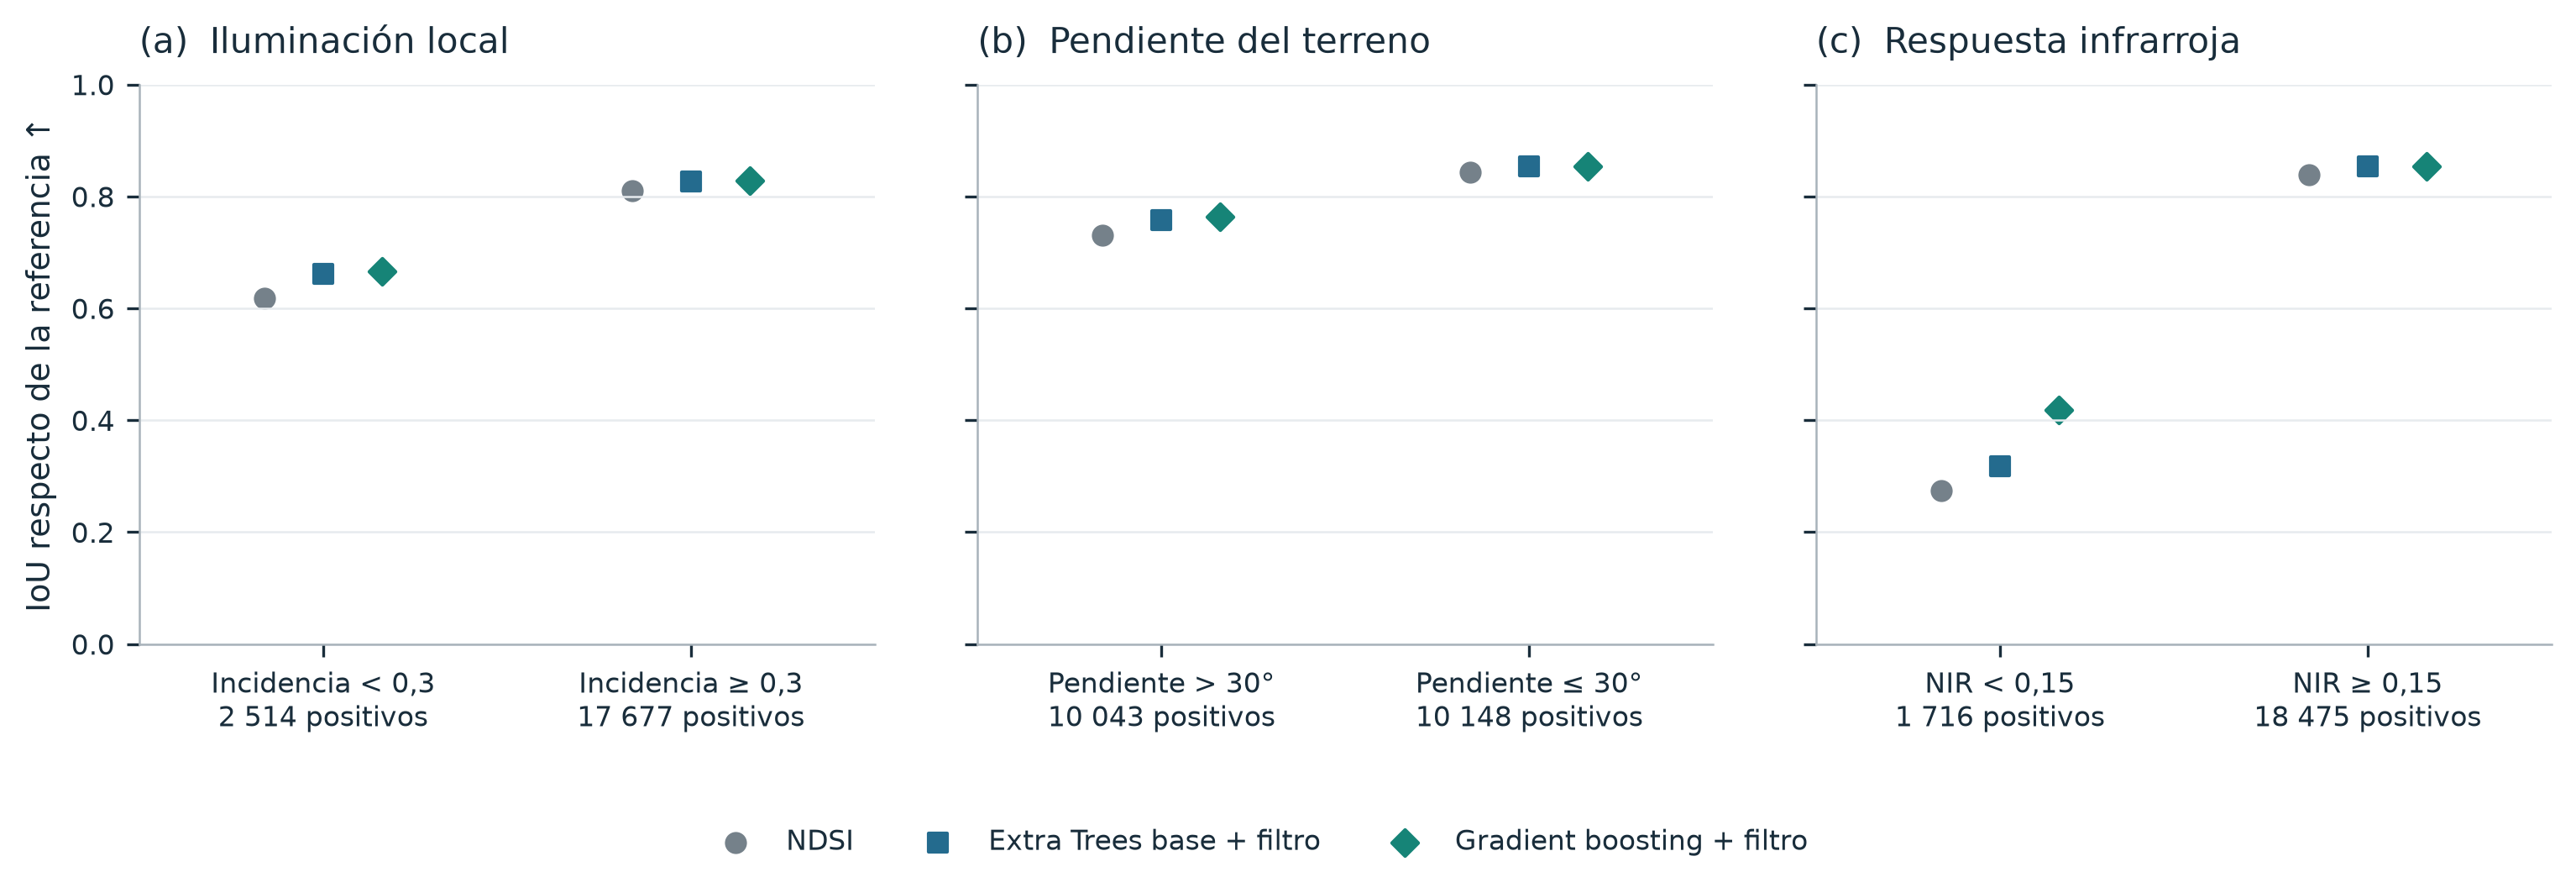 (a) Iluminación local
(b) Pendiente del terreno
(c) Respuesta infrarroja
IoU respecto de la referencia ↑
1.0
0.8
0.6
0.4
0.2
0.0
Incidencia < 0,3
2 514 positivos
Incidencia ≥ 0,3
17 677 positivos
Pendiente > 30°
10 043 positivos
Pendiente ≤ 30°
10 148 positivos
NIR < 0,15
1 716 positivos
NIR ≥ 0,15
18 475 positivos
NDSI
Extra Trees base + filtro
Gradient boosting + filtro